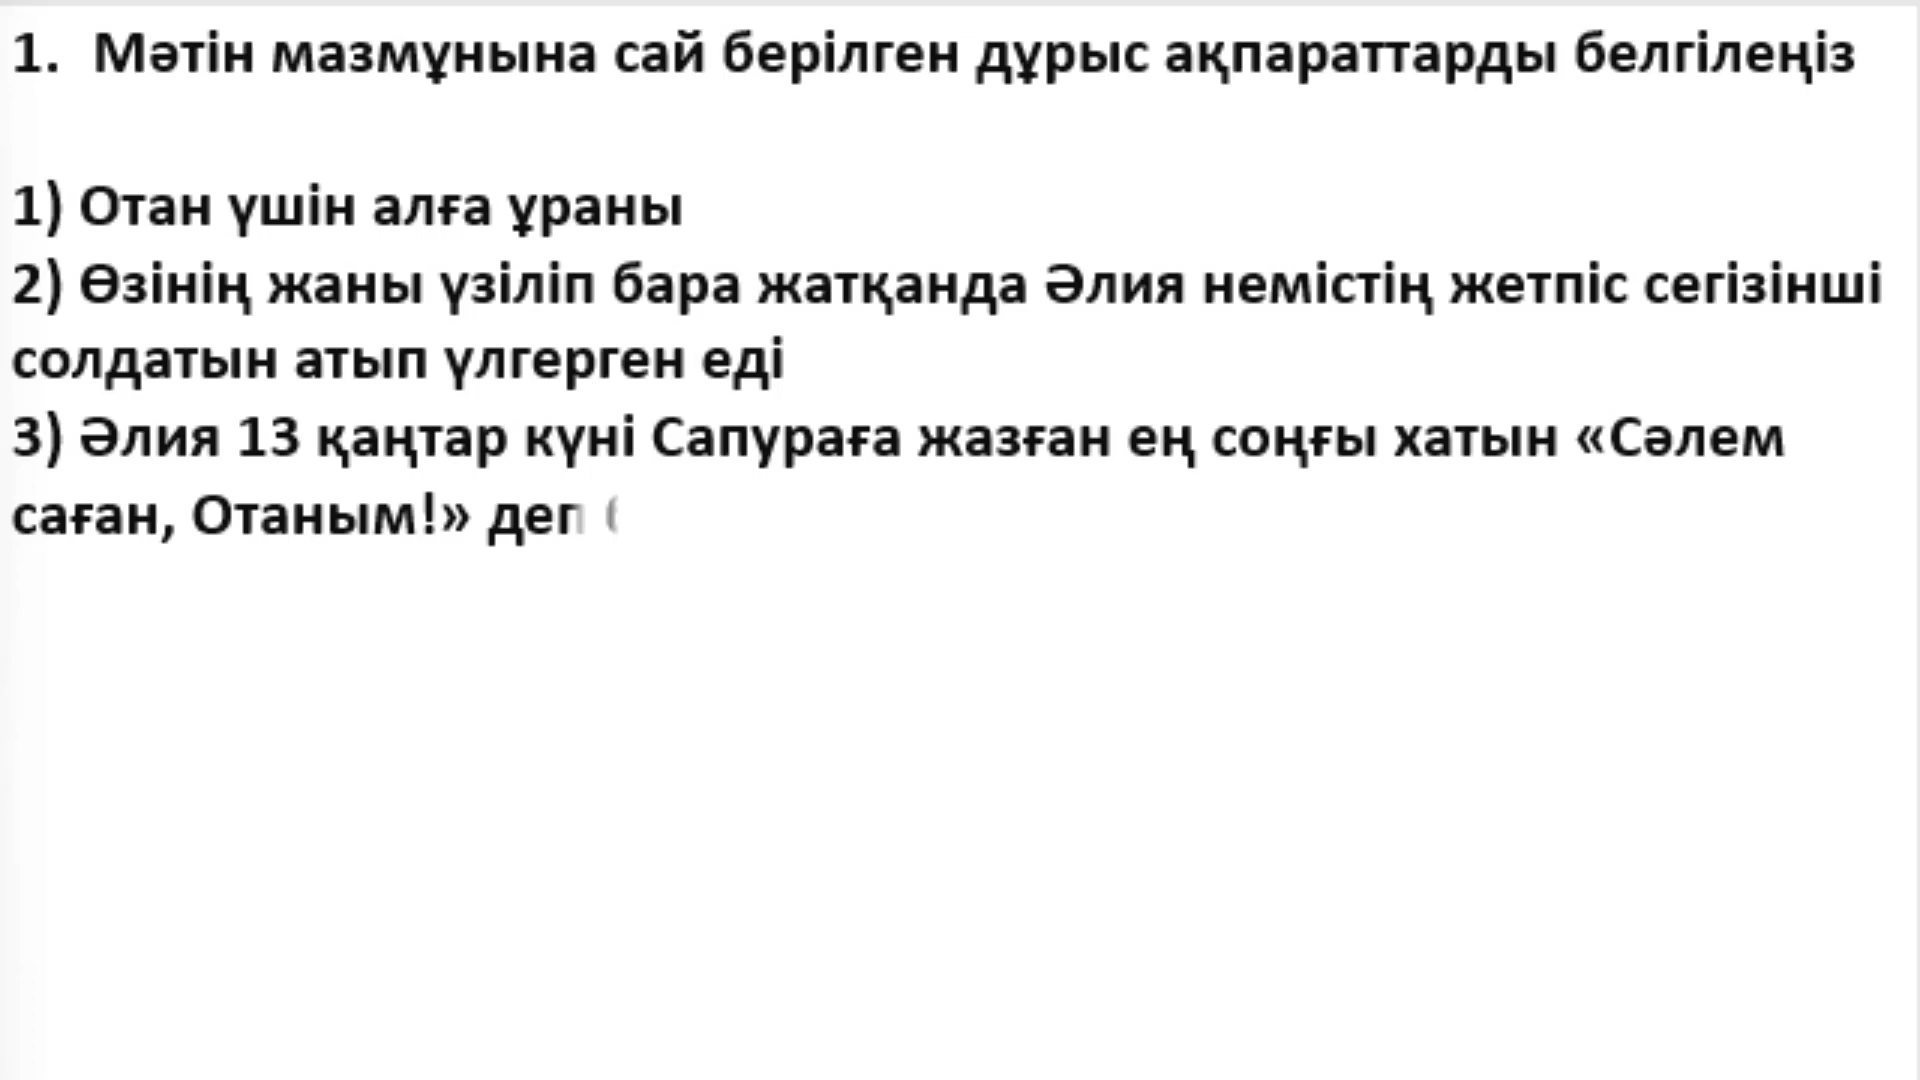 1. Мәтін мазмұнына сай берілген дұрыс ақпараттарды белгілеңіз
1) Отан үшін алға ұраны
2) Өзінің жаны үзіліп бара жатқанда Әлия немістің жетпіс сегізінші
солдатын атып үлгерген еді
3) Әлия 13 қаңтар күні Сапураға жазған ең соңғы хатын «Сәлем
саған, Отаным!» деп